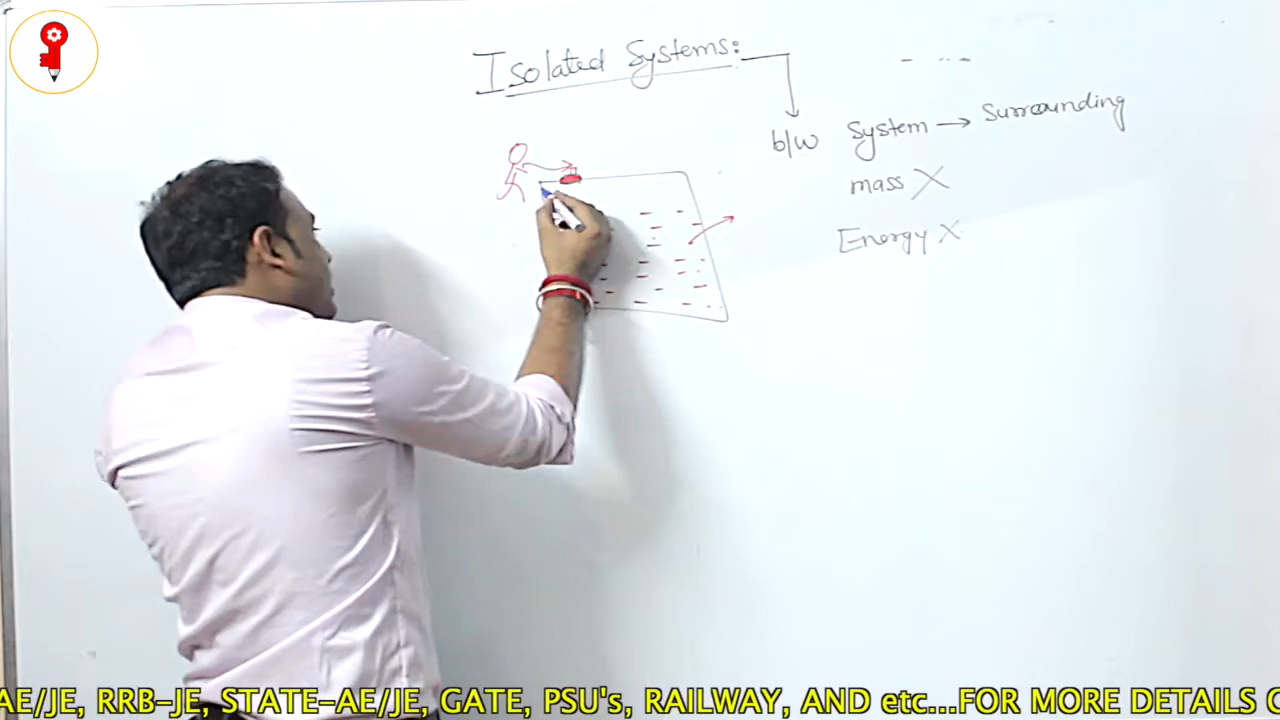 Isolated Systems:
b/w System → Surrounding
mass X
Energy X
AE/JE, RRB-JE, STATE-AE/JE, GATE, PSU's, RAILWAY, AND etc...FOR MORE DETAILS